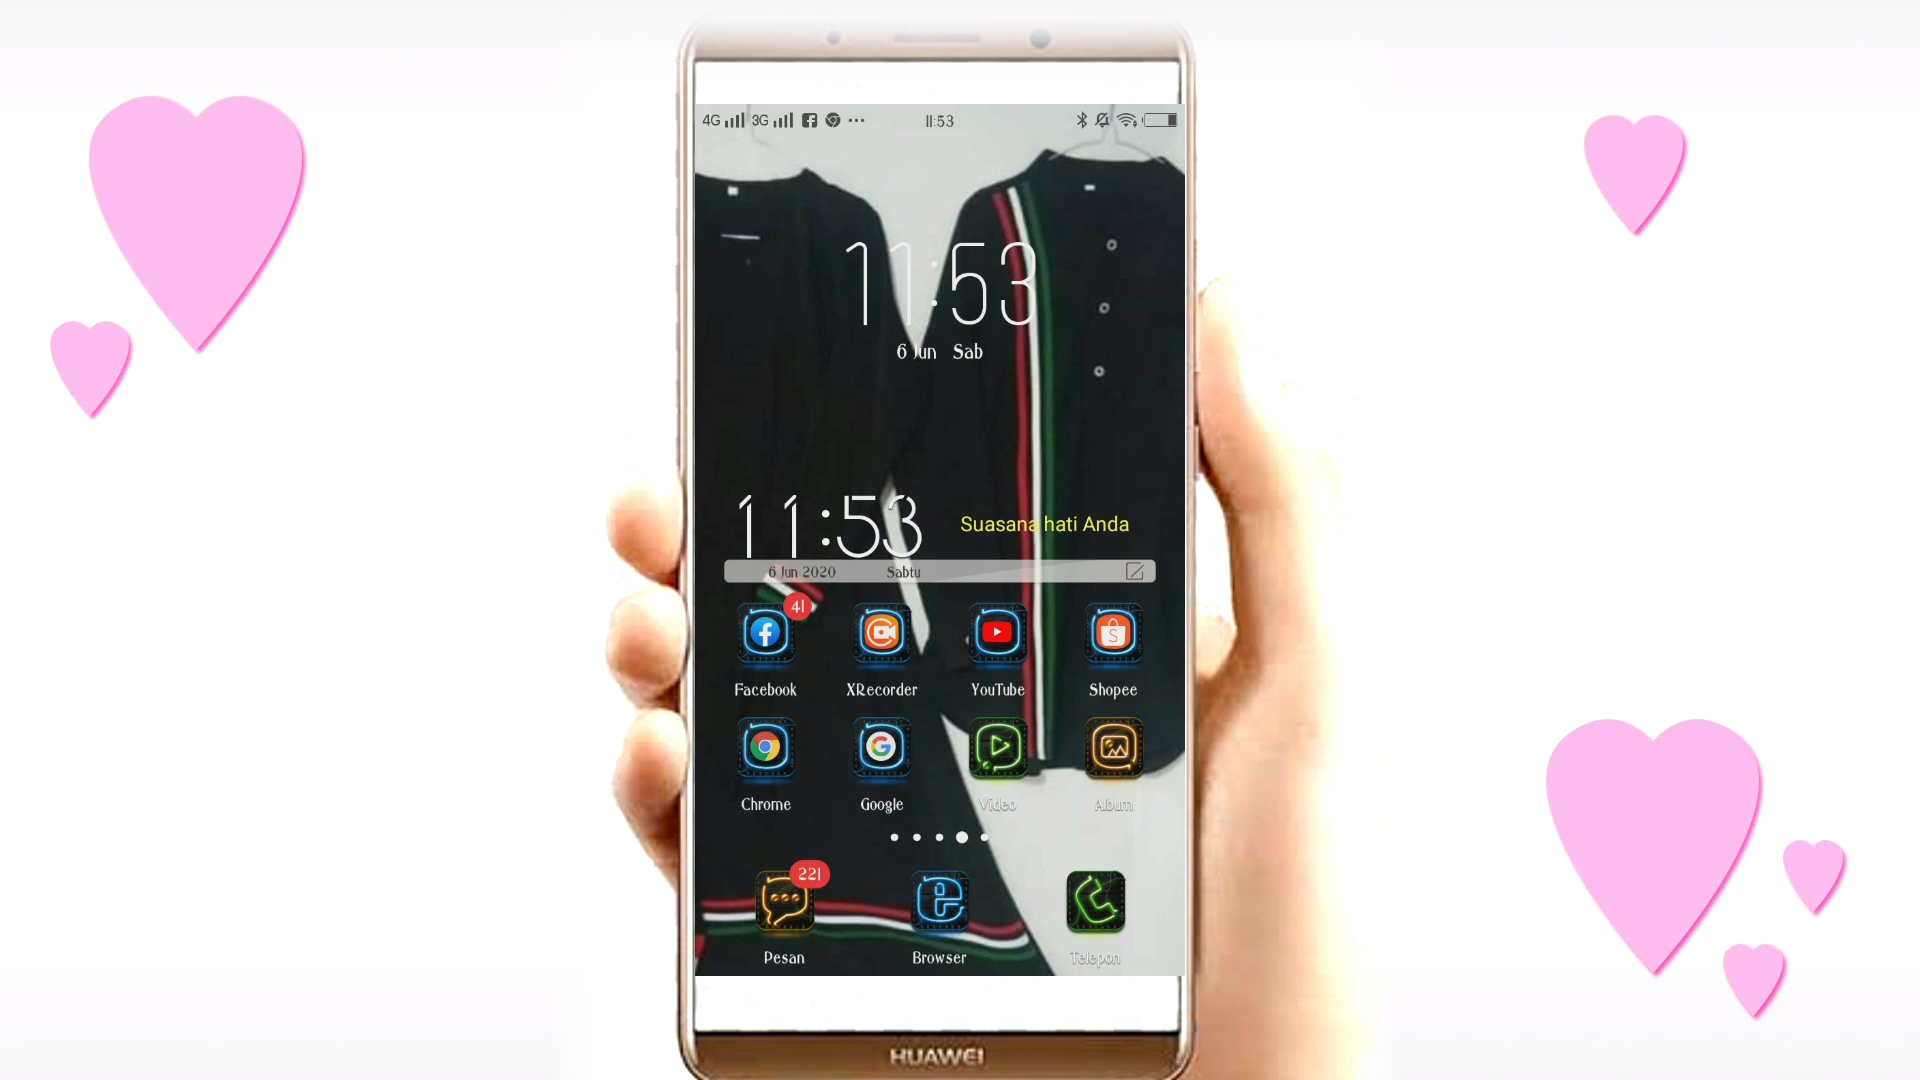 4G 3G 11:53
11:53
6 Jun Sab
11:53
Suasana hati Anda
6 Jun 2020 Sabtu
41
Facebook XRecorder YouTube Shopee
Chrome Google Video Album
221
Pesan Browser Telepon
HUAWEI